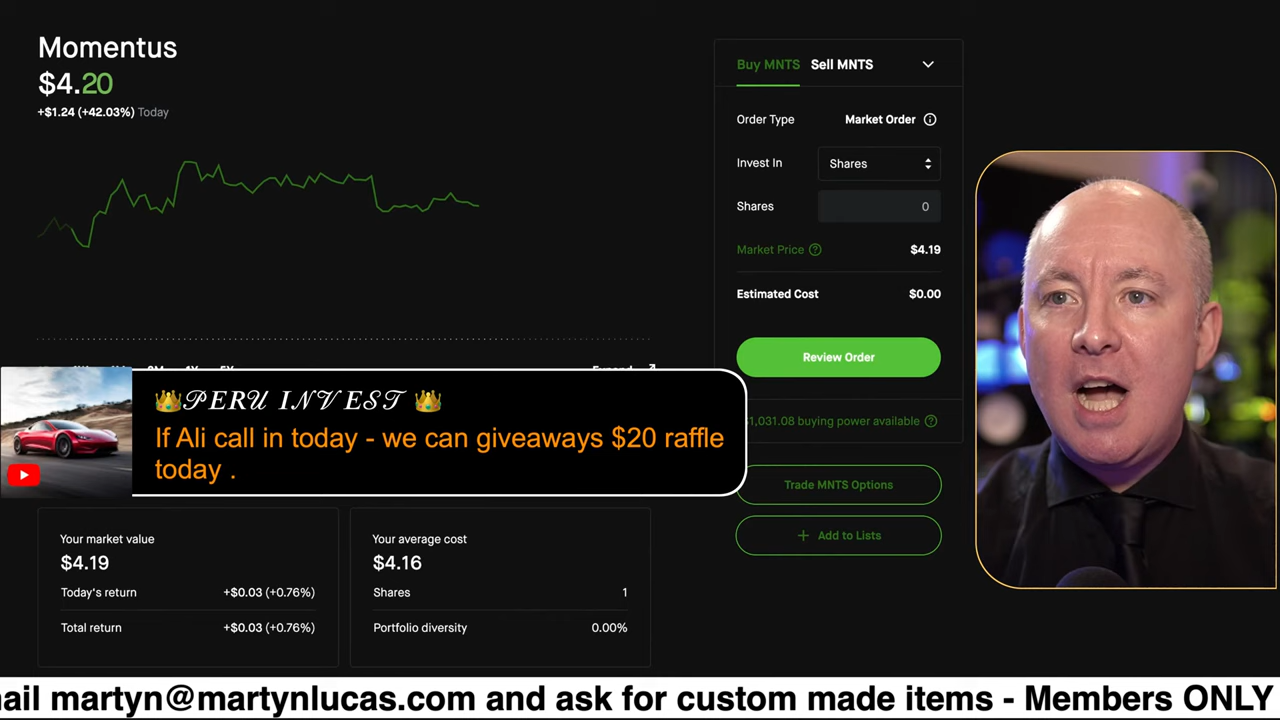 Momentus
$4.20
+$1.24 (+42.03%) Today
Buy MNTS Sell MNTS
Order Type Market Order
Invest In Shares
Shares 0
Market Price $4.19
Estimated Cost $0.00
Review Order
1,031.08 buying power available
Trade MNTS Options
+ Add to Lists
👑𝒫ERU INVEST 👑
If Ali call in today - we can giveaways $20 raffle
today .
Your market value
$4.19
Today's return +$0.03 (+0.76%)
Total return +$0.03 (+0.76%)
Your average cost
$4.16
Shares 1
Portfolio diversity 0.00%
ail martyn@martynlucas.com and ask for custom made items - Members ONLY